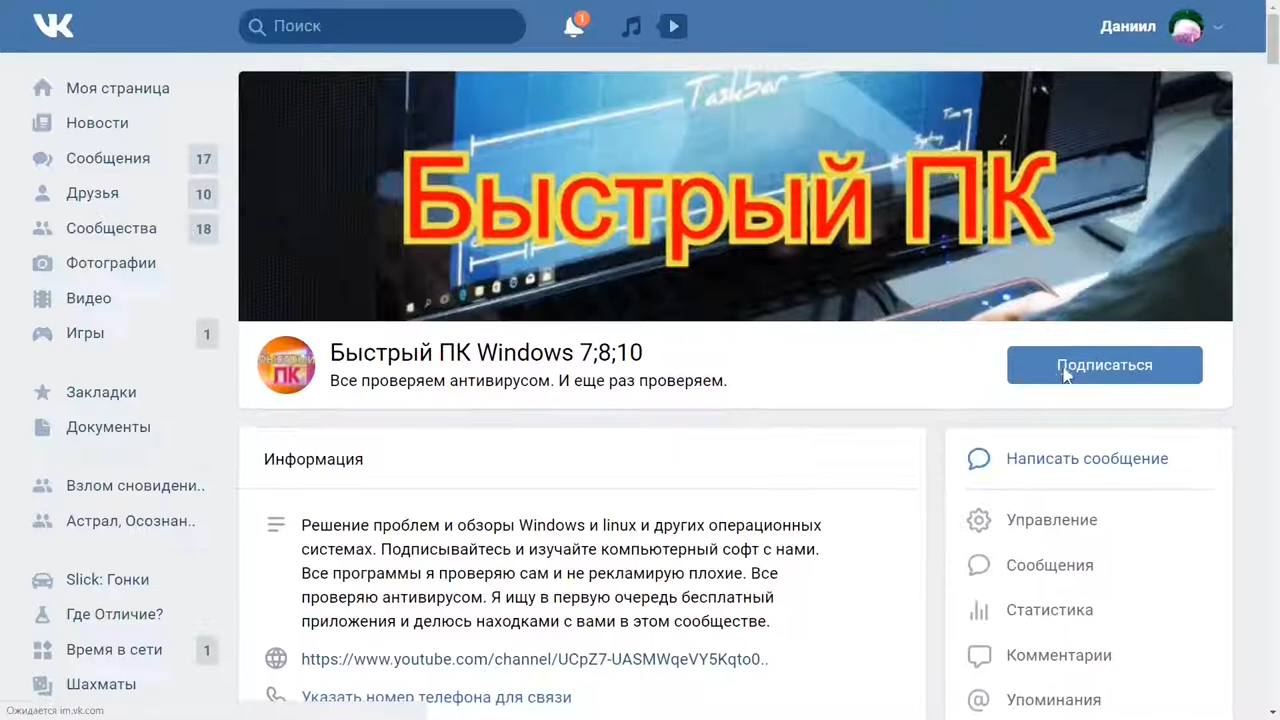 Поиск
1
Даниил
Моя страница
Новости
Сообщения 17
Друзья 10
Сообщества 18
Фотографии
Видео
Игры 1
Закладки
Документы
Взлом сновидени..
Астрал, Осознан..
Slick: Гонки
Где Отличие?
Время в сети 1
Шахматы
Ожидается im.vk.com
Taskbar
Быстрый ПК
Быстрый ПК Windows 7;8;10
Все проверяем антивирусом. И еще раз проверяем.
Подписаться
Информация
Решение проблем и обзоры Windows и linux и других операционных
системах. Подписывайтесь и изучайте компьютерный софт с нами.
Все программы я проверяю сам и не рекламирую плохие. Все
проверяю антивирусом. Я ищу в первую очередь бесплатный
приложения и делюсь находками с вами в этом сообществе.
https://www.youtube.com/channel/UCpZ7-UASMWqeVY5Kqto0..
Указать номер телефона для связи
Написать сообщение
Управление
Сообщения
Статистика
Комментарии
Упоминания